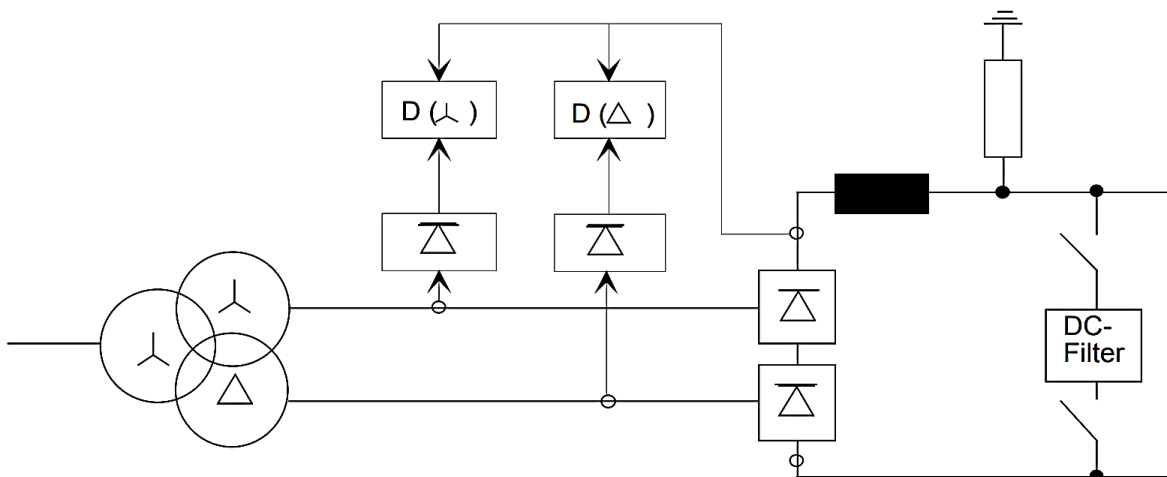 D (⅄)
D (△)
DC-
Filter